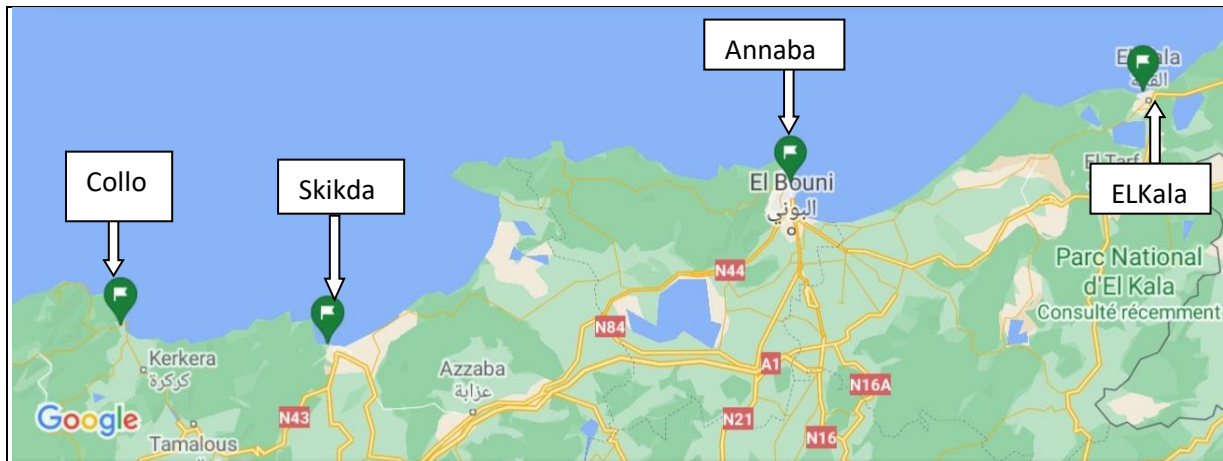 Annaba
Collo
Skikda
ELKala
القالة
El Bouni
البوني
El Tarf
Parc National
d'El Kala
Consulté récemment
N44
N84
A1
N16A
Kerkera
كركرة
Azzaba
عزابة
Google
N43
Tamalous
N21
N16